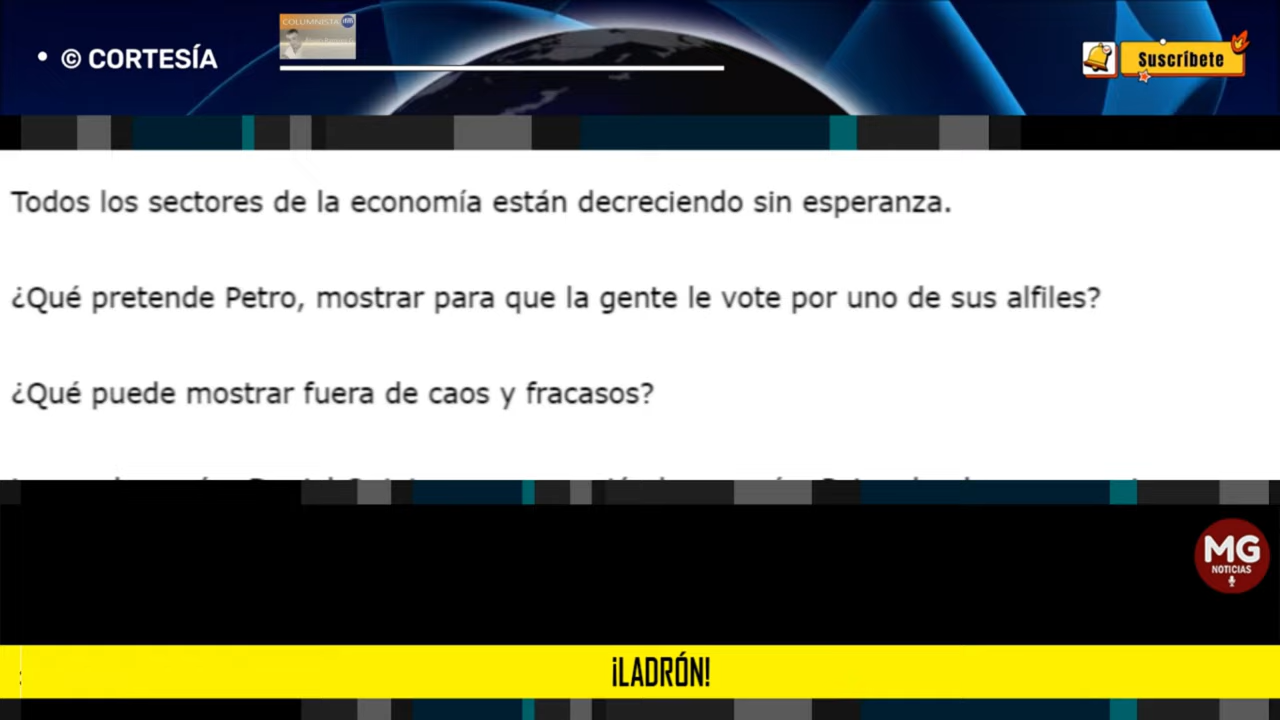 • © CORTESÍA
COLUMNISTA
Suscríbete
Todos los sectores de la economía están decreciendo sin esperanza.
¿Qué pretende Petro, mostrar para que la gente le vote por uno de sus alfiles?
¿Qué puede mostrar fuera de caos y fracasos?
MG
NOTICIAS
¡LADRÓN!